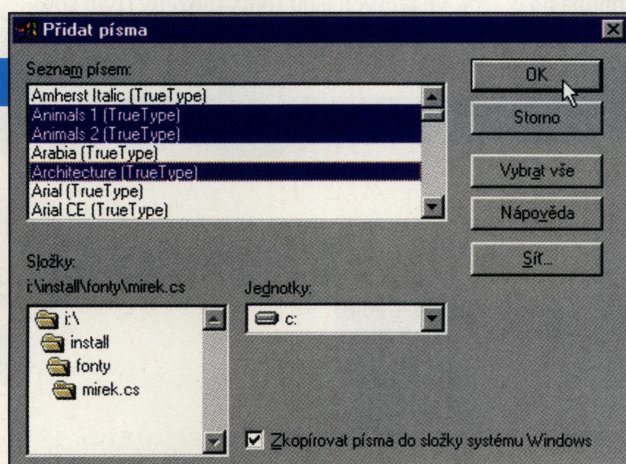 Přidat písma
Seznam písem:
Amherst Italic (TrueType)
Animals 1 (TrueType)
Animals 2 (TrueType)
Arabia (TrueType)
Architecture (TrueType)
Arial (TrueType)
Arial CE (TrueType)
OK
Storno
Vybrat vše
Nápověda
Síť...
Složky:
i:\install\fonty\mirek.cs
i:\
install
fonty
mirek.cs
Jednotky:
c:
Zkopírovat písma do složky systému Windows